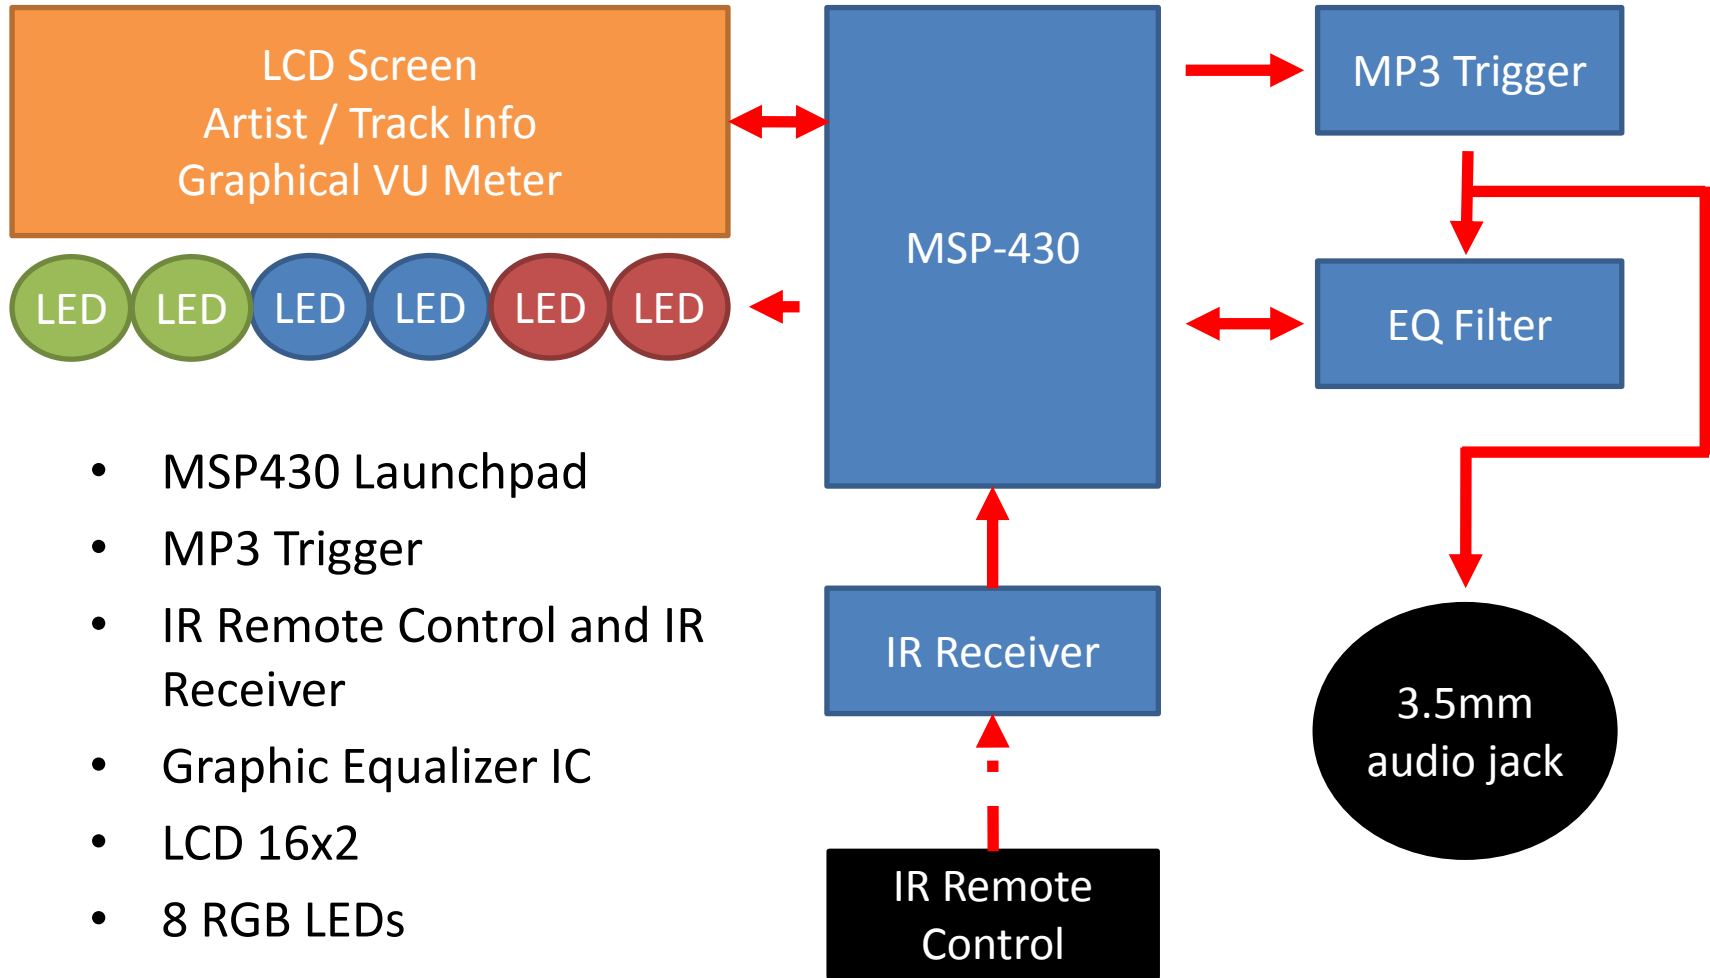 LCD Screen
Artist / Track Info
Graphical VU Meter
LED LED LED LED LED LED
MSP-430
MP3 Trigger
EQ Filter
IR Receiver
IR Remote
Control
3.5mm
audio jack
• MSP430 Launchpad
• MP3 Trigger
• IR Remote Control and IR
Receiver
• Graphic Equalizer IC
• LCD 16x2
• 8 RGB LEDs